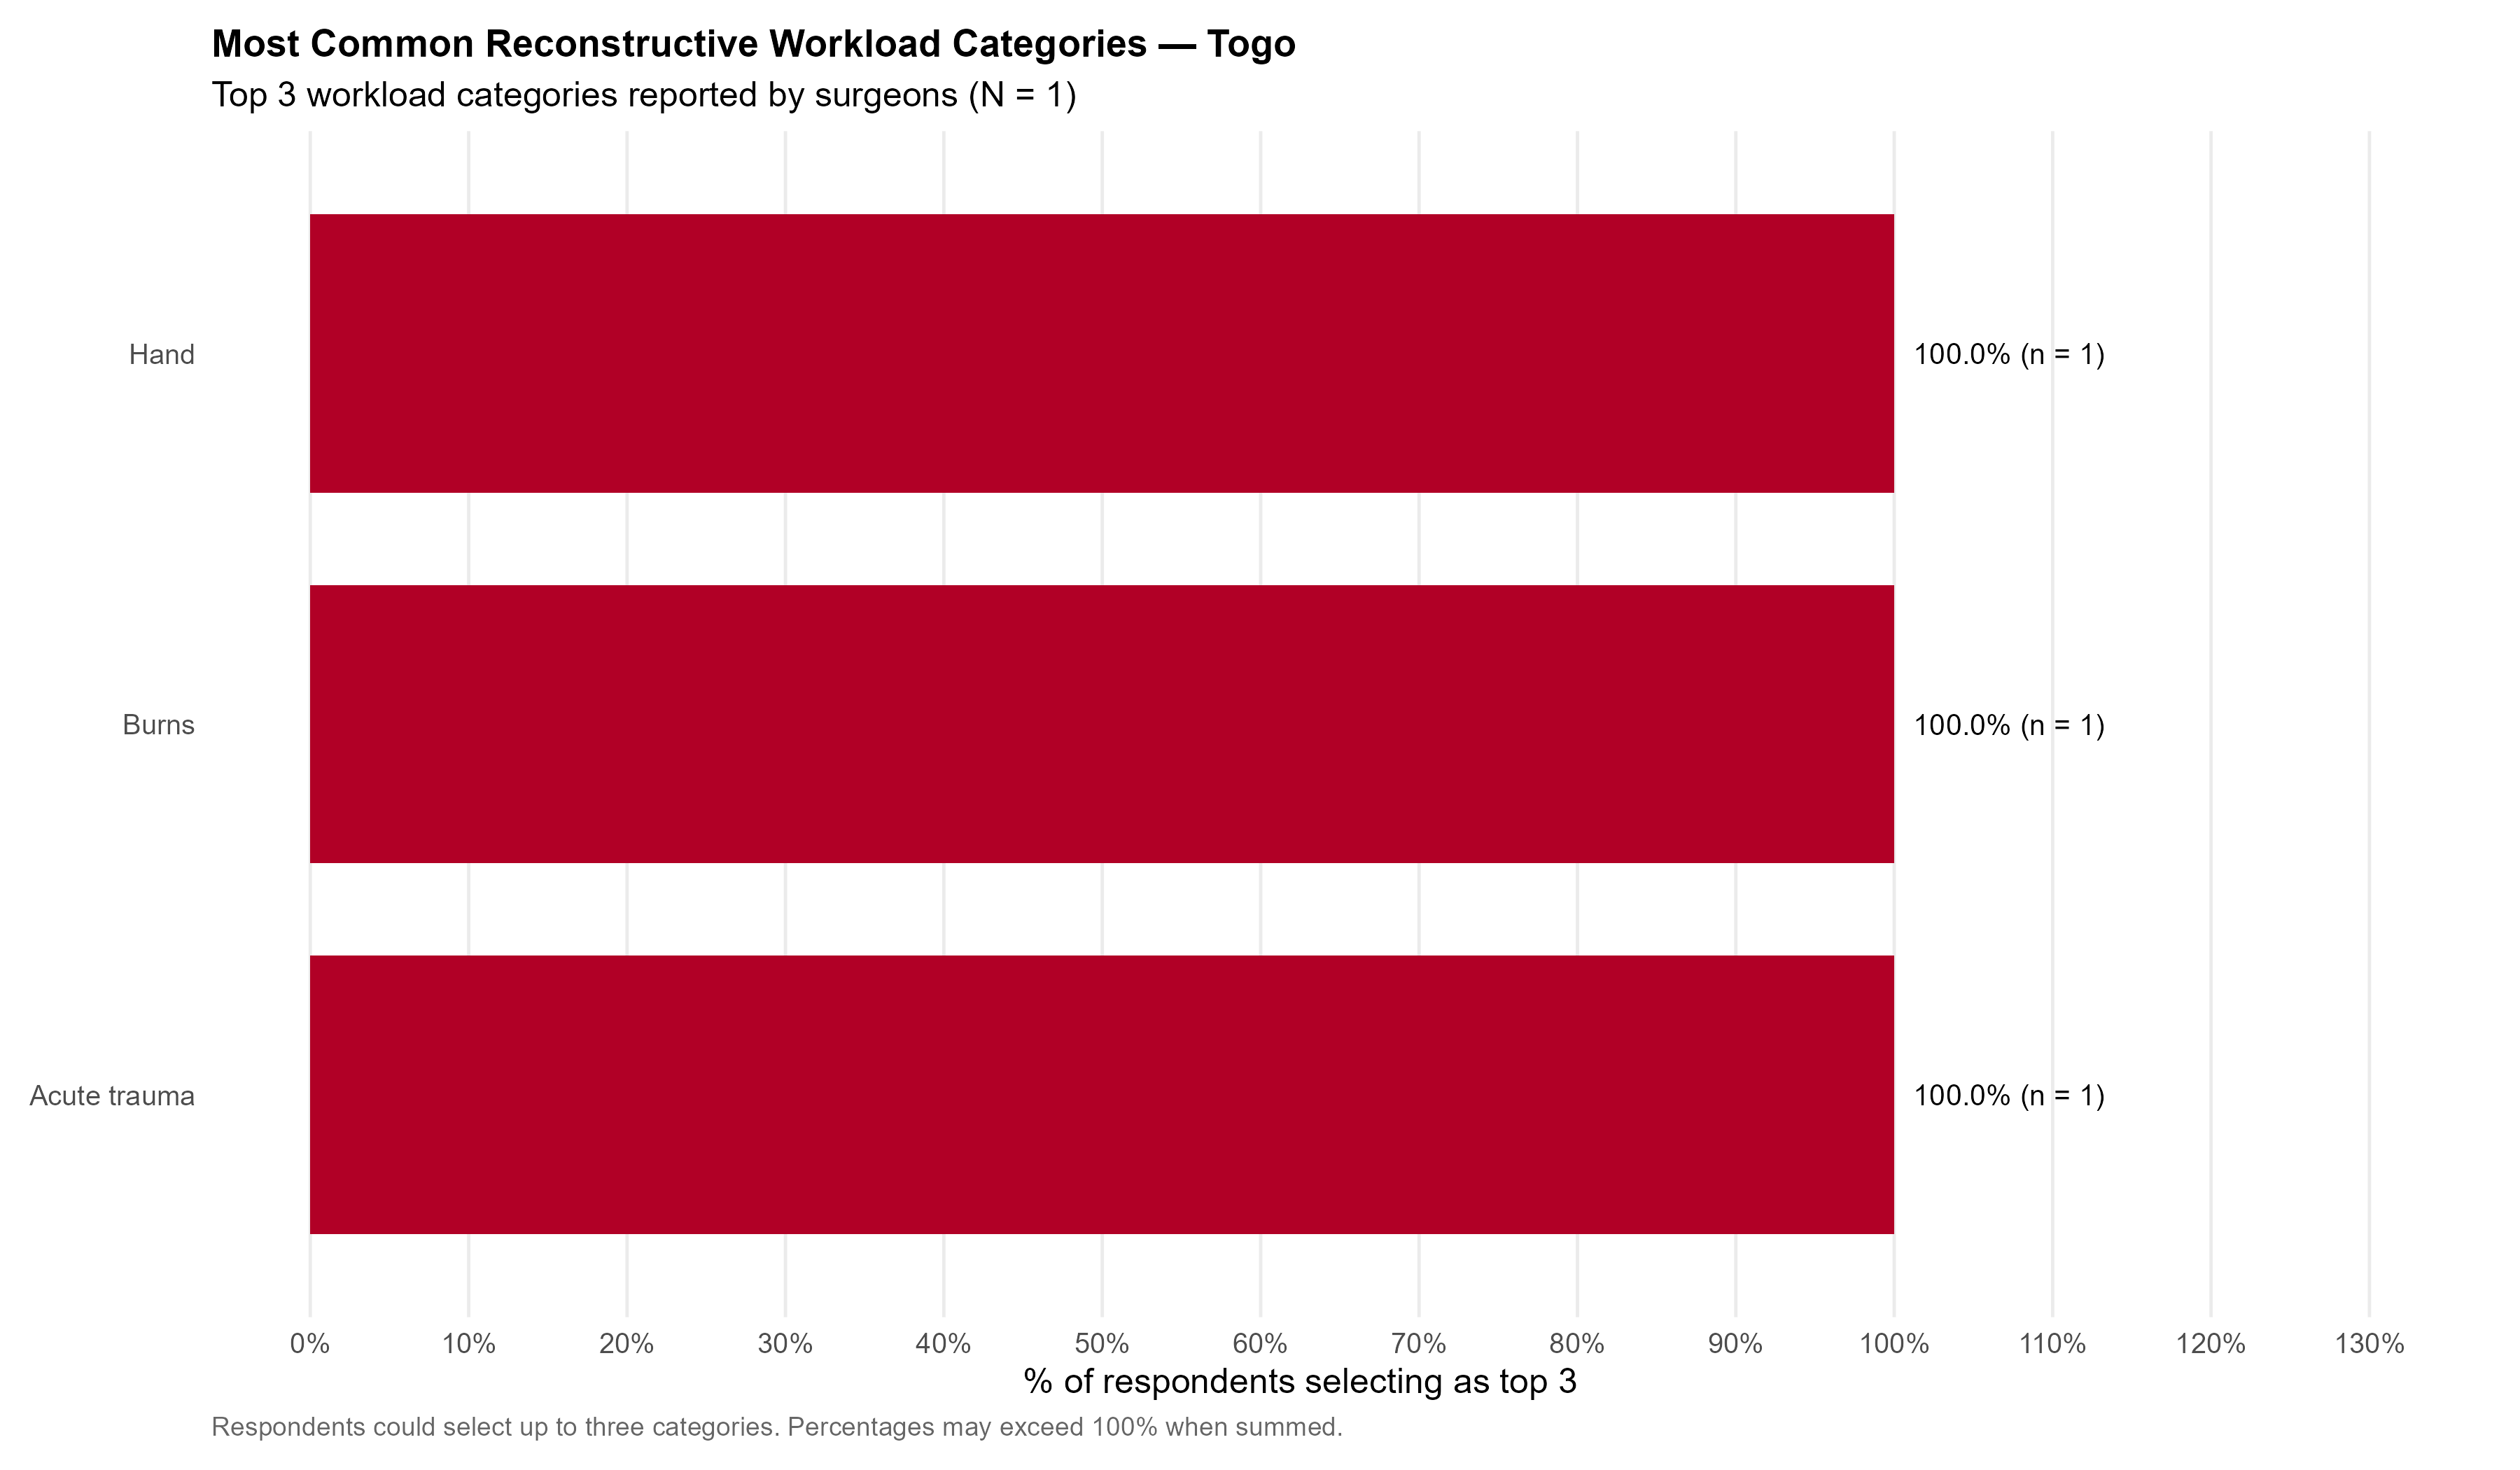 Most Common Reconstructive Workload Categories — Togo
Top 3 workload categories reported by surgeons (N = 1)
Hand
100.0% (n = 1)
Burns
100.0% (n = 1)
Acute trauma
100.0% (n = 1)
0% 10% 20% 30% 40% 50% 60% 70% 80% 90% 100% 110% 120% 130%
% of respondents selecting as top 3
Respondents could select up to three categories. Percentages may exceed 100% when summed.